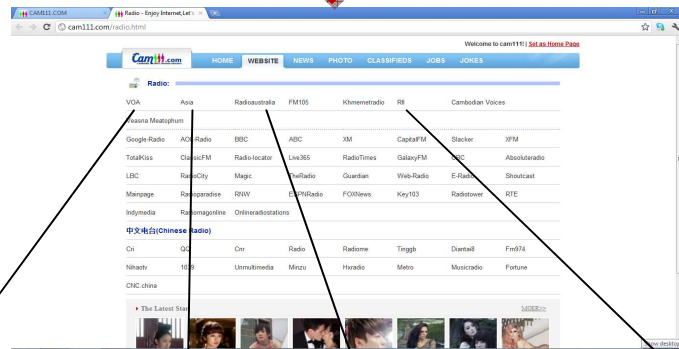 CAM111.COM Radio - Enjoy Internet,Let's
cam111.com/radio.html
Welcome to cam111! | Set as Home Page
Cam111.com HOME WEBSITE NEWS PHOTO CLASSIFIEDS JOBS JOKES
Radio:
VOA Asia Radioaustralia FM105 Khmernetradio RFI Cambodian Voices
Veasna Meatophum
Google-Radio AOL-Radio BBC ABC XM CapitalFM Slacker XFM
TotalKiss ClassicFM Radio-locator Live365 RadioTimes GalaxyFM Absoluteradio
LBC RadioCity Magic TheRadio Guardian Web-Radio E-Radio Shoutcast
Mainpage Radioparadise RNW ESPNRadio FOXNews Key103 Radiotower RTE
Indymedia Radiomagonline Onlineradiostations
中文电台(Chinese Radio)
Cri QQ Cnr Radio Radiome Tinggb Diantai8 Fm974
Nihaotv 1039 Unmultimedia Minzu Hxradio Metro Musicradio Fortune
CNC.china
The Latest Star MOER>>
Show desktop